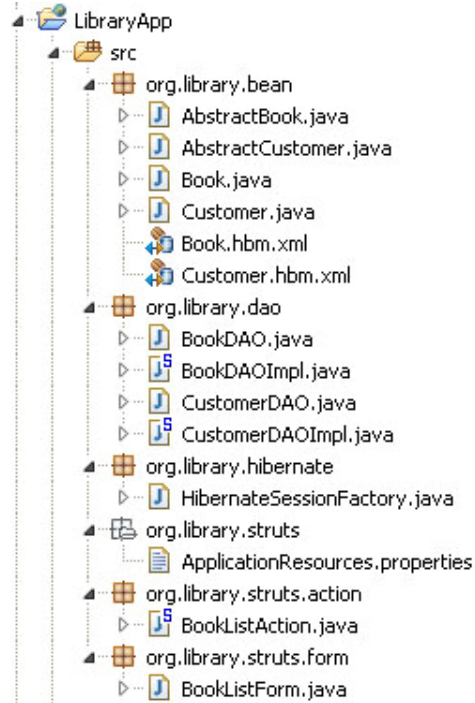 LibraryApp
src
org.library.bean
AbstractBook.java
AbstractCustomer.java
Book.java
Customer.java
Book.hbm.xml
Customer.hbm.xml
org.library.dao
BookDAO.java
BookDAOImpl.java
CustomerDAO.java
CustomerDAOImpl.java
org.library.hibernate
HibernateSessionFactory.java
org.library.struts
ApplicationResources.properties
org.library.struts.action
BookListAction.java
org.library.struts.form
BookListForm.java